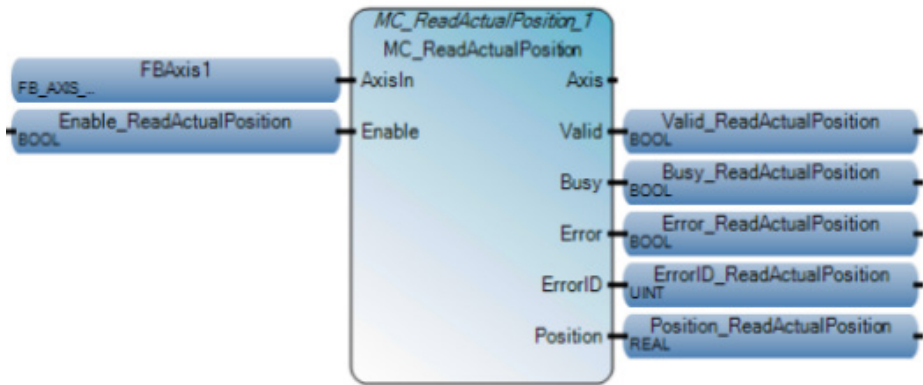 MC_ReadActualPosition_1
MC_ReadActualPosition
FBAxis1
FB_AXIS_..
AxisIn
Axis
Enable_ReadActualPosition
BOOL
Enable
Valid
Valid_ReadActualPosition
BOOL
Busy
Busy_ReadActualPosition
BOOL
Error
Error_ReadActualPosition
BOOL
ErrorID
ErrorID_ReadActualPosition
UINT
Position
Position_ReadActualPosition
REAL